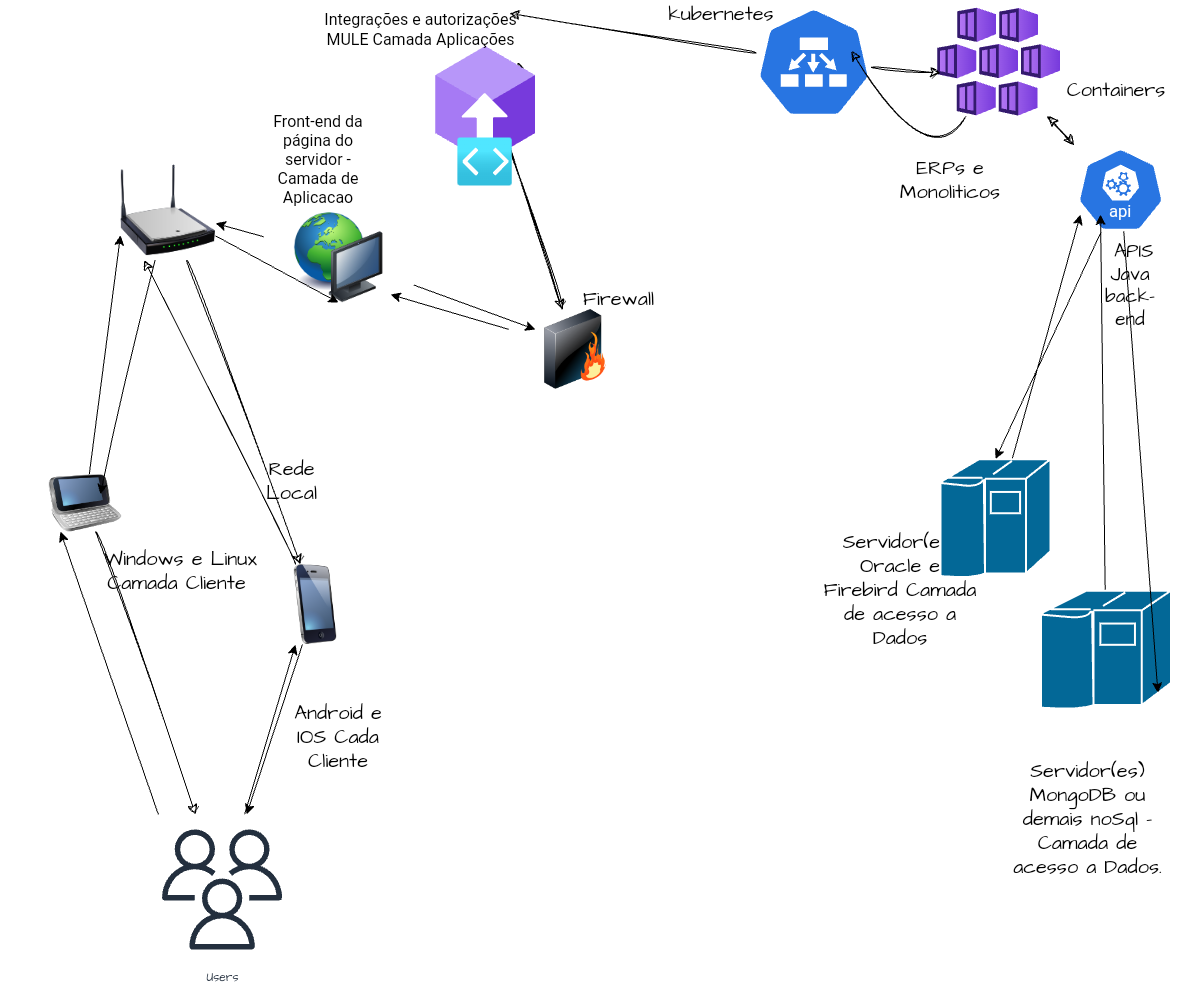 Integrações e autorizações
MULE Camada Aplicações
kubernetes
Containers
Front-end da
página do
servidor -
Camada de
Aplicacao
ERPs e
Monoliticos
api
APIS
Java
back-
end
Firewall
Rede
Local
Windows e Linux
Camada Cliente
Servidor(e
Oracle e
Firebird Camada
de acesso a
Dados
Android e
IOS Cada
Cliente
Servidor(es)
MongoDB ou
demais noSql -
Camada de
acesso a Dados.
Users